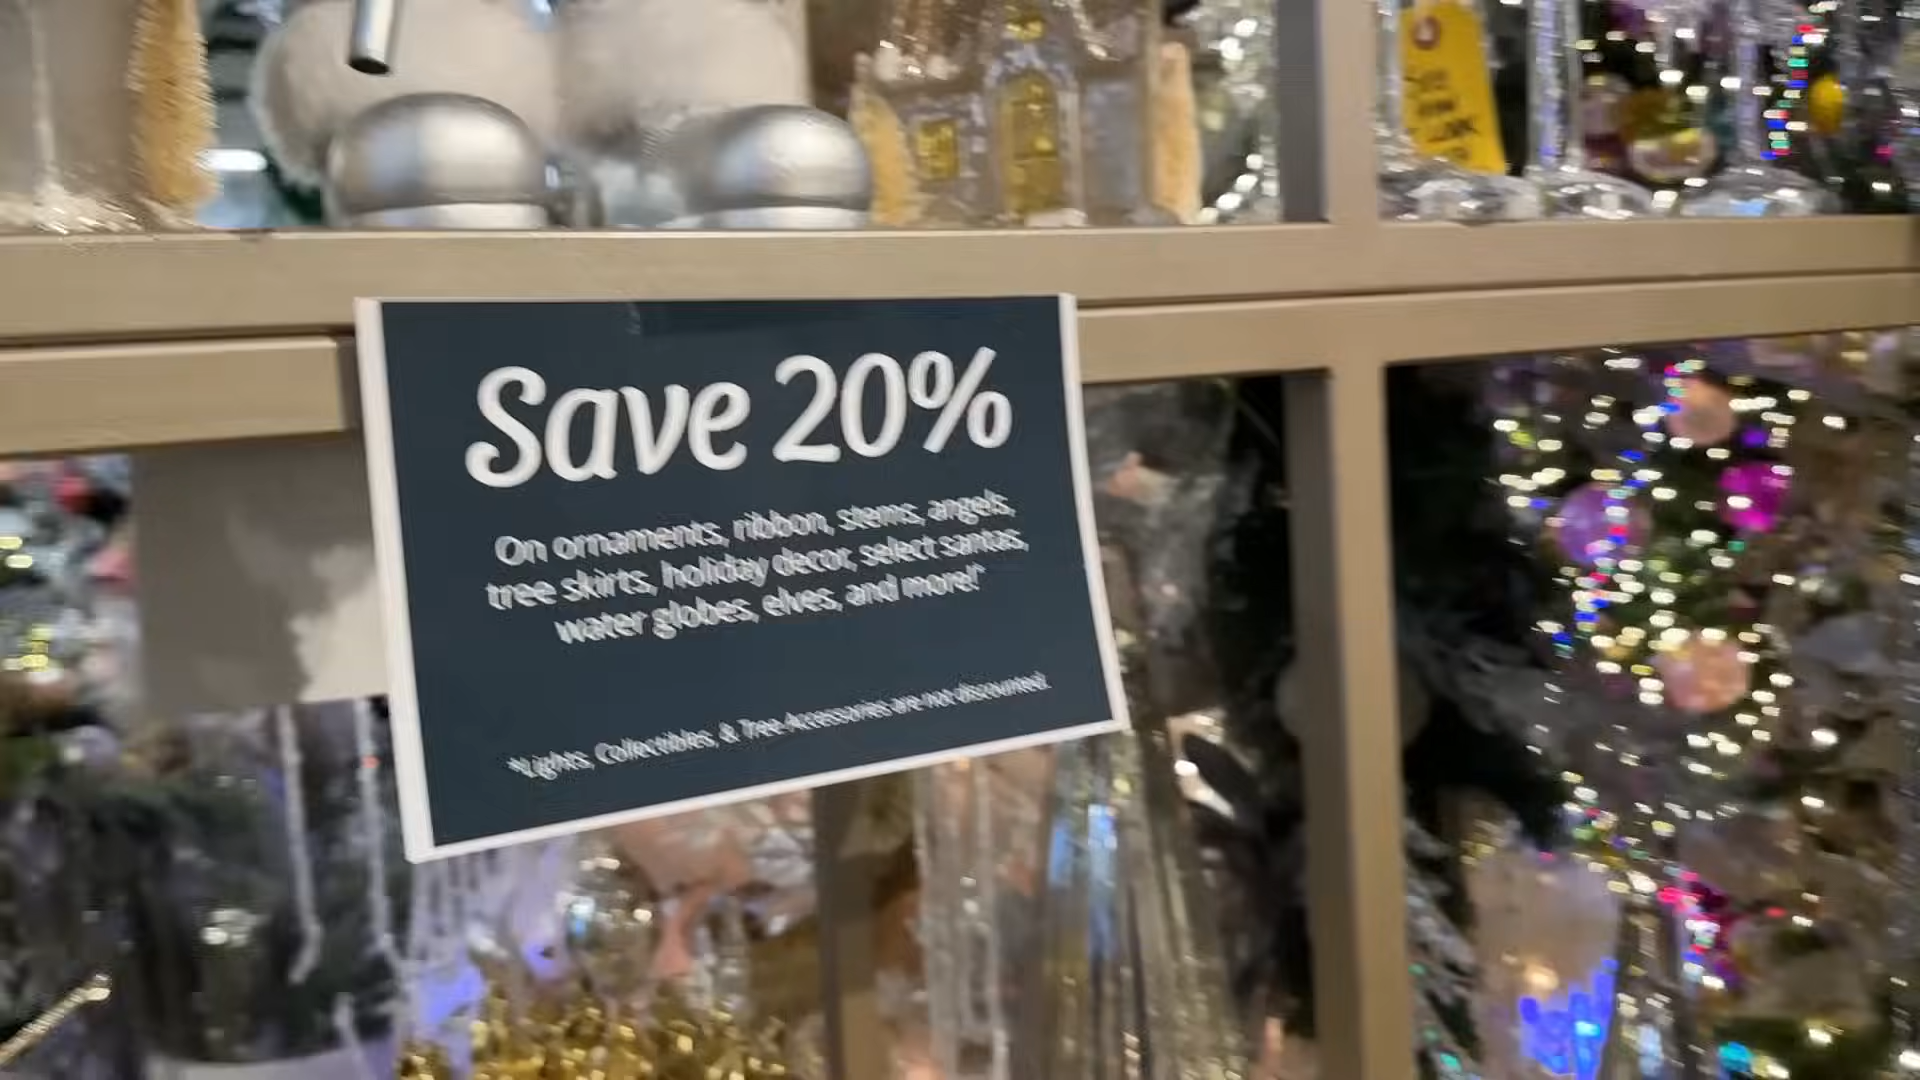 Save 20%
On ornaments, ribbon, stems, angels,
tree skirts, holiday decor, select santas,
water globes, elves, and more!*
*Lights, Collectibles, & Tree Accessories are not discounted.